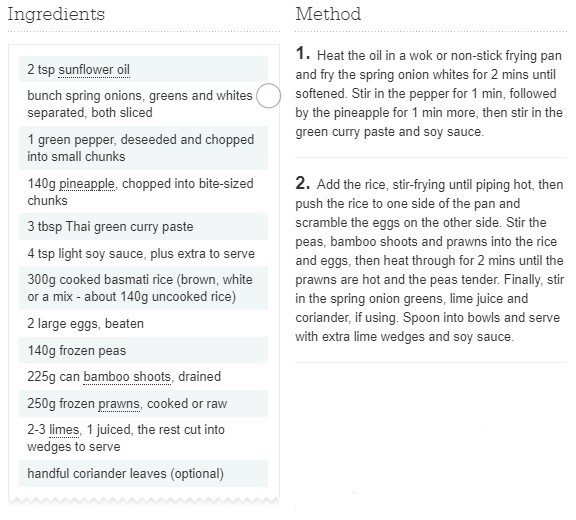 Ingredients
2 tsp sunflower oil
bunch spring onions, greens and whites
separated, both sliced
1 green pepper, deseeded and chopped
into small chunks
140g pineapple, chopped into bite-sized
chunks
3 tbsp Thai green curry paste
4 tsp light soy sauce, plus extra to serve
300g cooked basmati rice (brown, white
or a mix - about 140g uncooked rice)
2 large eggs, beaten
140g frozen peas
225g can bamboo shoots, drained
250g frozen prawns, cooked or raw
2-3 limes, 1 juiced, the rest cut into
wedges to serve
handful coriander leaves (optional)
Method
1. Heat the oil in a wok or non-stick frying pan
and fry the spring onion whites for 2 mins until
softened. Stir in the pepper for 1 min, followed
by the pineapple for 1 min more, then stir in the
green curry paste and soy sauce.
2. Add the rice, stir-frying until piping hot, then
push the rice to one side of the pan and
scramble the eggs on the other side. Stir the
peas, bamboo shoots and prawns into the rice
and eggs, then heat through for 2 minutes until the
prawns are hot and the peas tender. Finally, stir
in the spring onion greens, lime juice and
coriander, if using. Spoon into bowls and serve
with extra lime wedges and soy sauce.